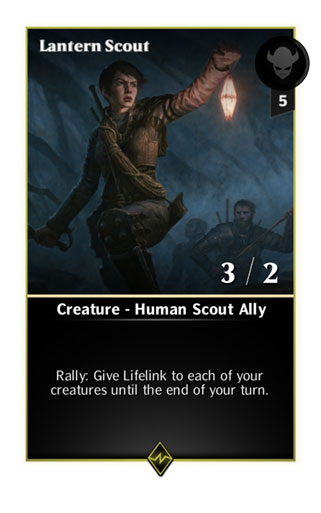 Lantern Scout
5
3 / 2
Creature - Human Scout Ally
Rally: Give Lifelink to each of your
creatures until the end of your turn.